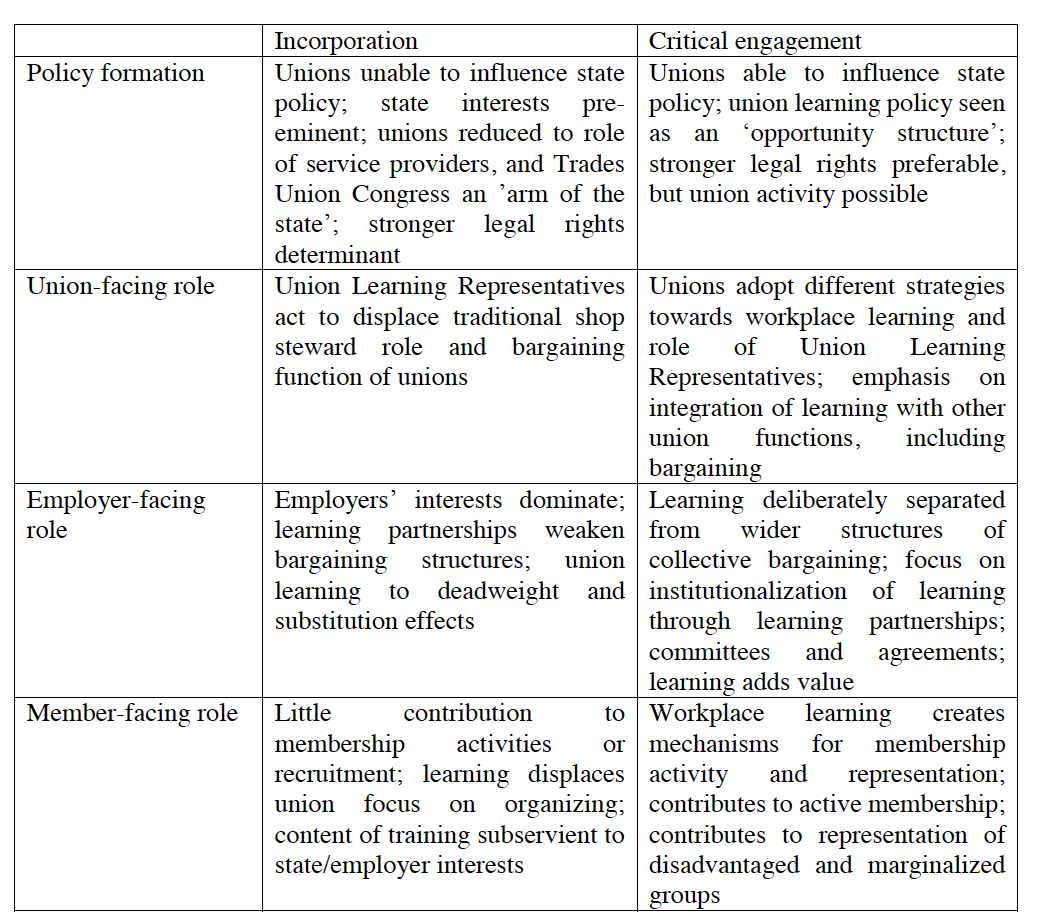 Incorporation
Critical engagement
Policy formation
Unions unable to influence state
policy; state interests pre-
eminent; unions reduced to role
of service providers, and Trades
Union Congress an ’arm of the
state’; stronger legal rights
determinant
Unions able to influence state
policy; union learning policy seen
as an ‘opportunity structure’;
stronger legal rights preferable,
but union activity possible
Union-facing role
Union Learning Representatives
act to displace traditional shop
steward role and bargaining
function of unions
Unions adopt different strategies
towards workplace learning and
role of Union Learning
Representatives; emphasis on
integration of learning with other
union functions, including
bargaining
Employer-facing
role
Employers’ interests dominate;
learning partnerships weaken
bargaining structures; union
learning to deadweight and
substitution effects
Learning deliberately separated
from wider structures of
collective bargaining; focus on
institutionalization of learning
through learning partnerships;
committees and agreements;
learning adds value
Member-facing role
Little contribution to
membership activities or
recruitment; learning displaces
union focus on organizing;
content of training subservient to
state/employer interests
Workplace learning creates
mechanisms for membership
activity and representation;
contributes to active membership;
contributes to representation of
disadvantaged and marginalized
groups